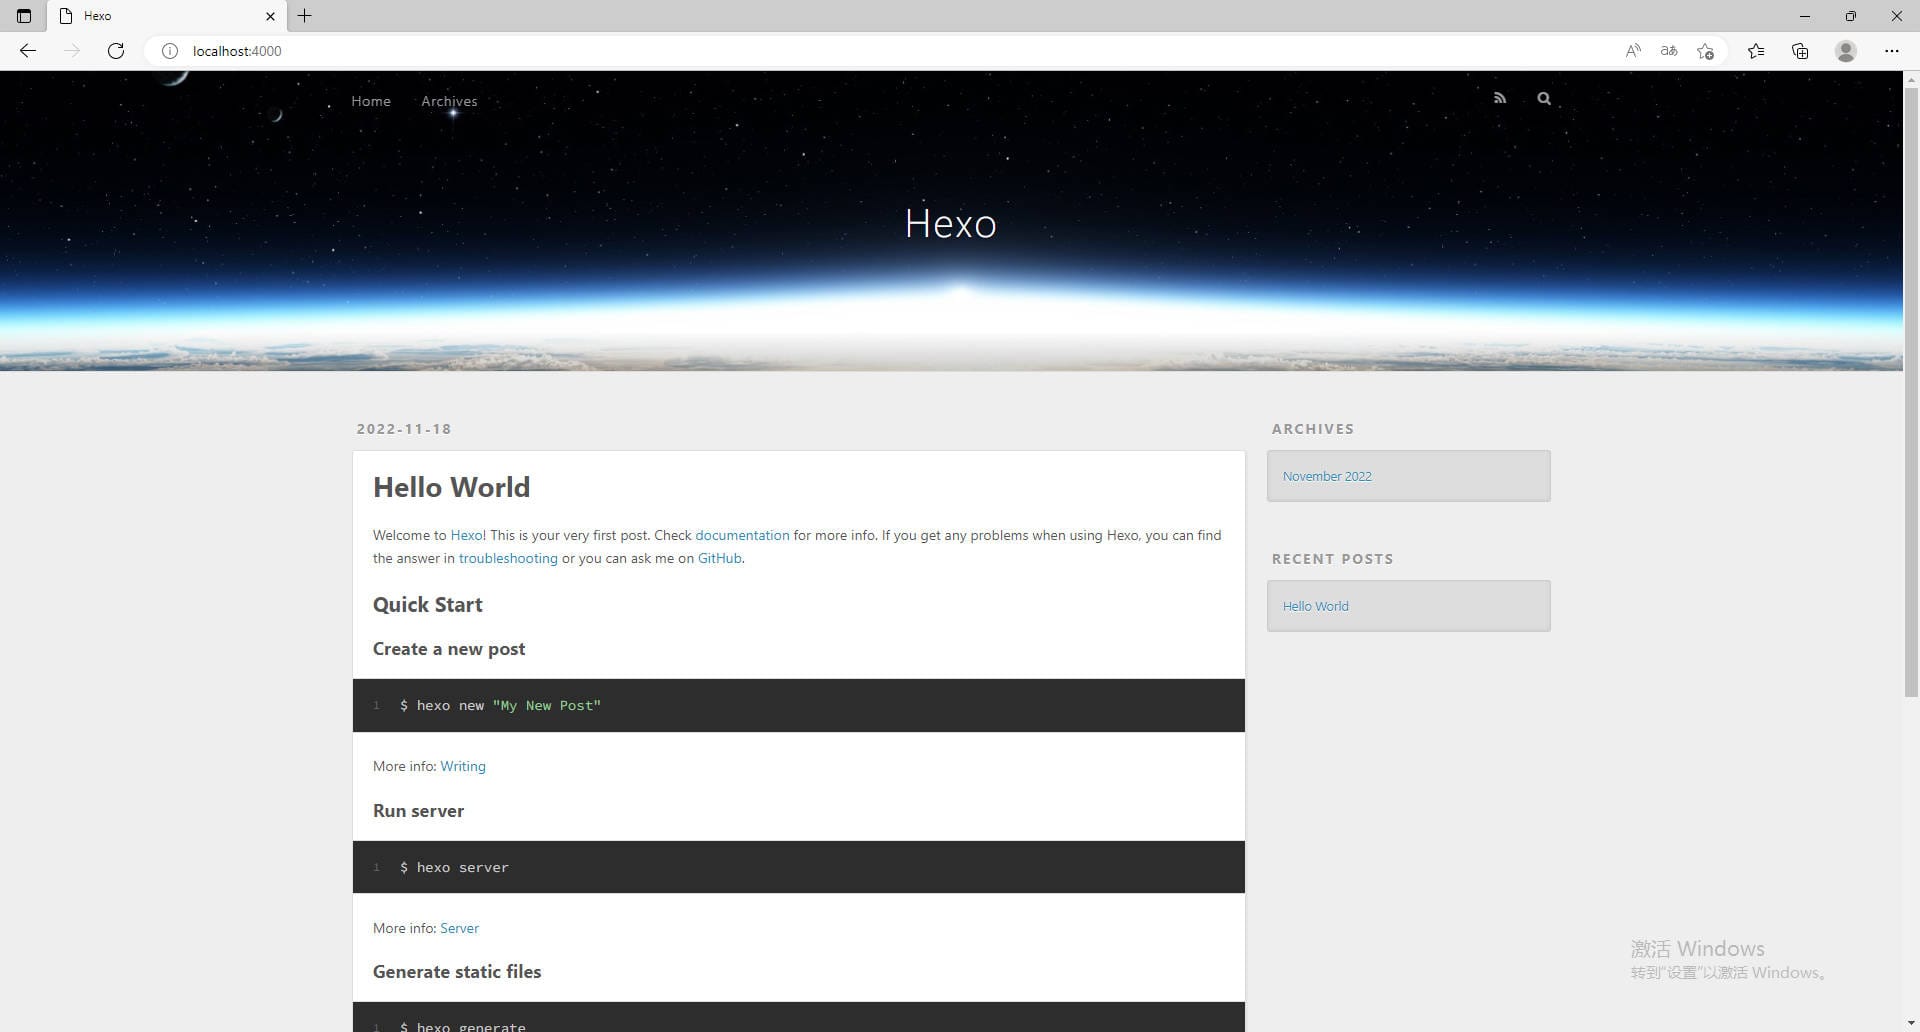 Hexo
localhost:4000
Home Archives
Hexo
2022-11-18
Hello World
Welcome to Hexo! This is your very first post. Check documentation for more info. If you get any problems when using Hexo, you can find
the answer in troubleshooting or you can ask me on GitHub.
Quick Start
Create a new post
1 $ hexo new "My New Post"
More info: Writing
Run server
1 $ hexo server
More info: Server
Generate static files
1 $ hexo generate
ARCHIVES
November 2022
RECENT POSTS
Hello World
激活 Windows
转到"设置"以激活 Windows。